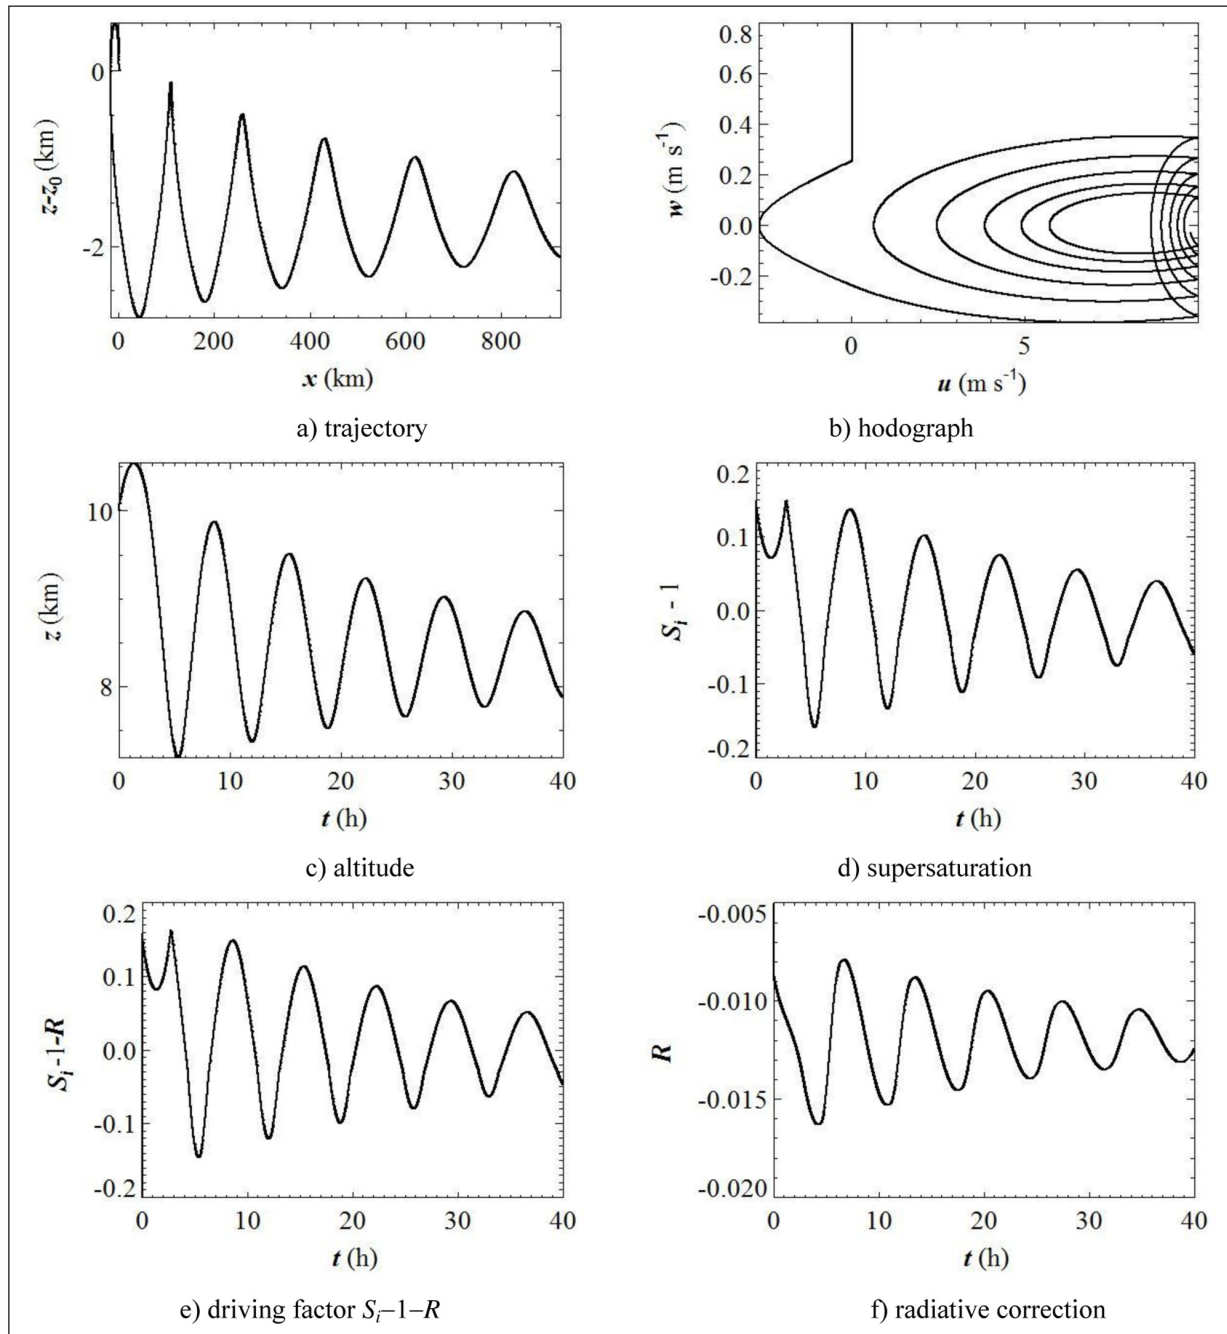 0
-2
z-z₀ (km)
0 200 400 600 800
x (km)
a) trajectory
0.8
0.6
0.4
0.2
0.0
-0.2
w (m s⁻¹)
0 5
u (m s⁻¹)
b) hodograph
10
8
z (km)
0 10 20 30 40
t (h)
c) altitude
0.2
0.1
0.0
-0.1
-0.2
Sᵢ - 1
0 10 20 30 40
t (h)
d) supersaturation
0.2
0.1
0.0
-0.1
-0.2
Sᵢ -1-R
0 10 20 30 40
t (h)
e) driving factor Sᵢ–1–R
-0.005
-0.010
-0.015
-0.020
R
0 10 20 30 40
t (h)
f) radiative correction